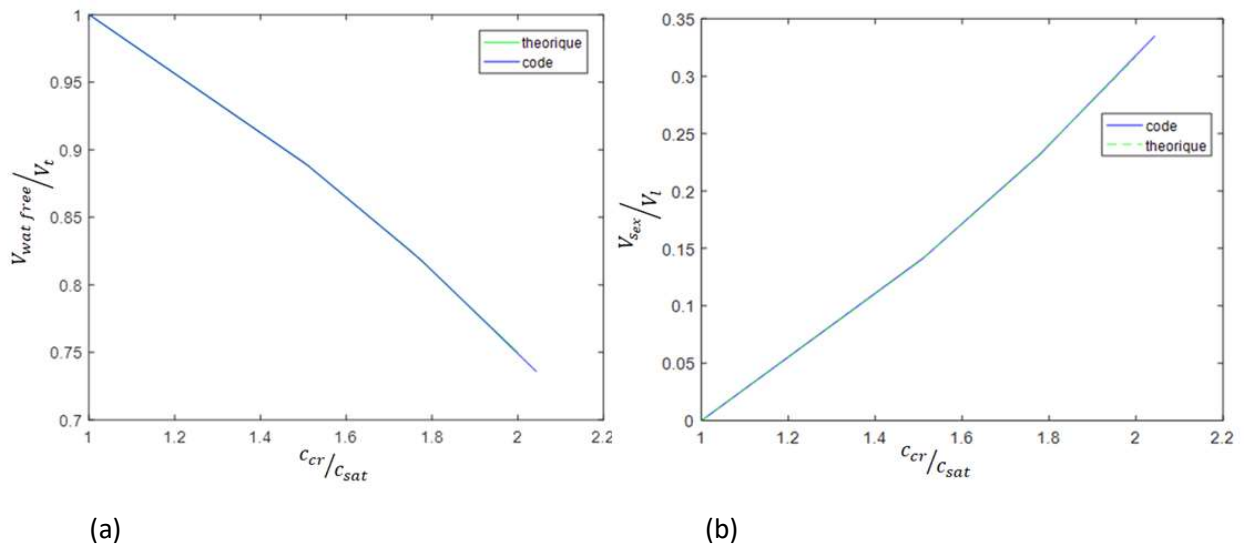 1
0.95
0.9
0.85
0.8
0.75
0.7
V_wat free/V_t
theorique
code
1 1.2 1.4 1.6 1.8 2 2.2
c_cr/c_sat
(a)
0.35
0.3
0.25
0.2
0.15
0.1
0.05
0
V_sex/V_l
code
theorique
1 1.2 1.4 1.6 1.8 2 2.2
c_cr/c_sat
(b)